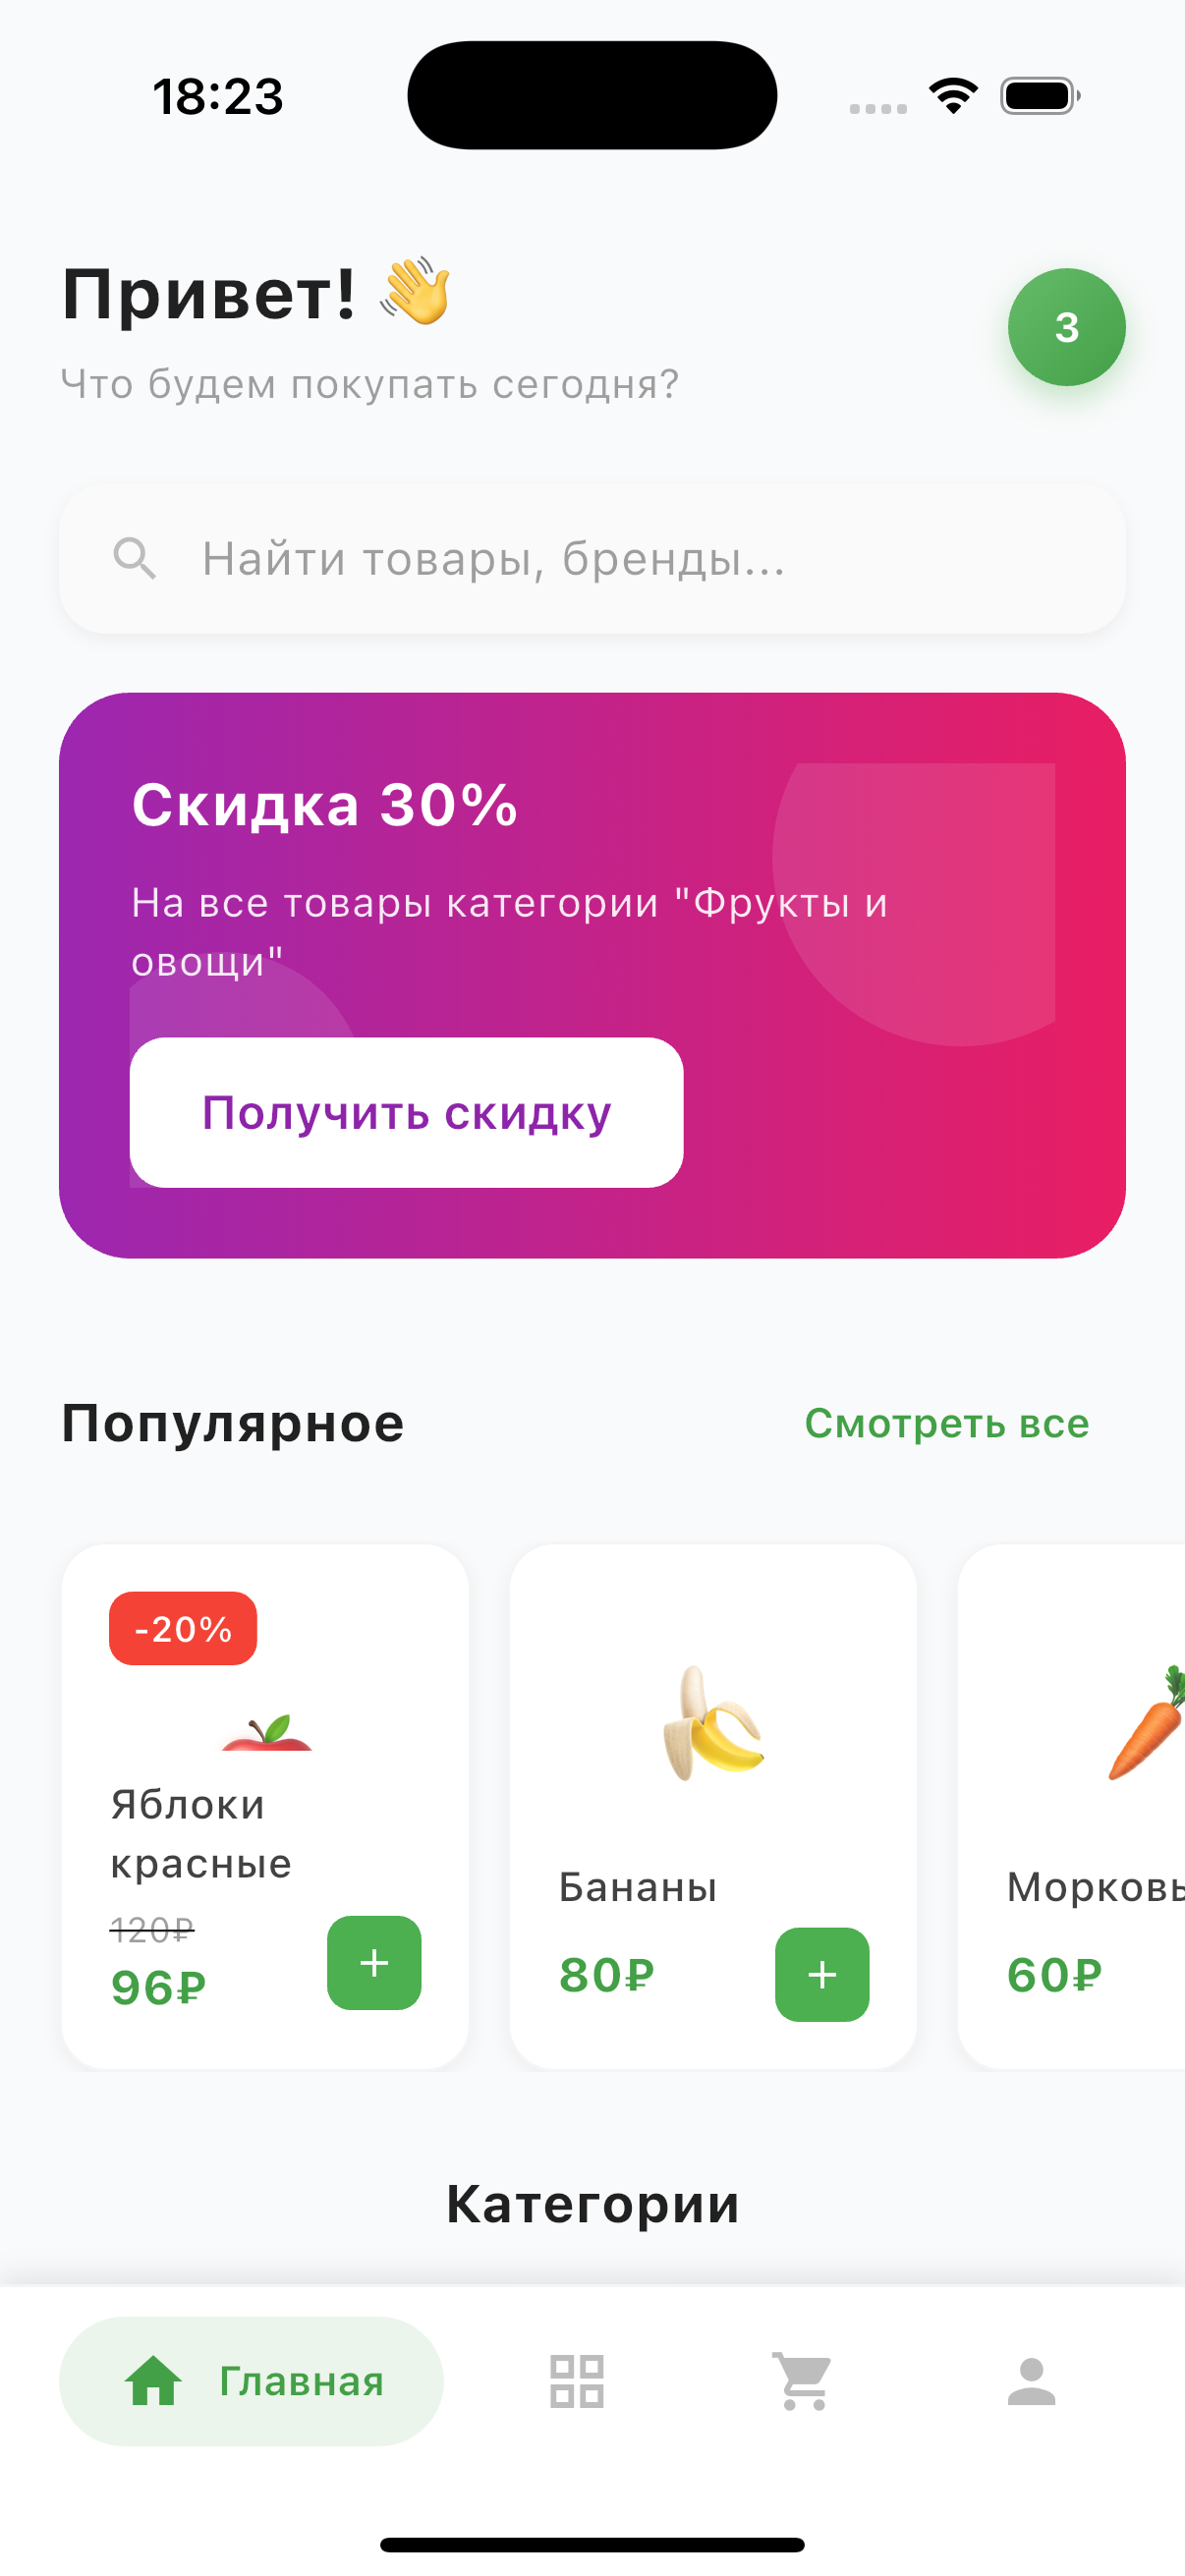 18:23
Привет! 👋
3
Что будем покупать сегодня?
Найти товары, бренды...
Скидка 30%
На все товары категории "Фрукты и
овощи"
Получить скидку
Популярное
Смотреть все
-20%
Яблоки
красные
120₽
96₽
+
Бананы
80₽
+
Морковь
60₽
Категории
Главная